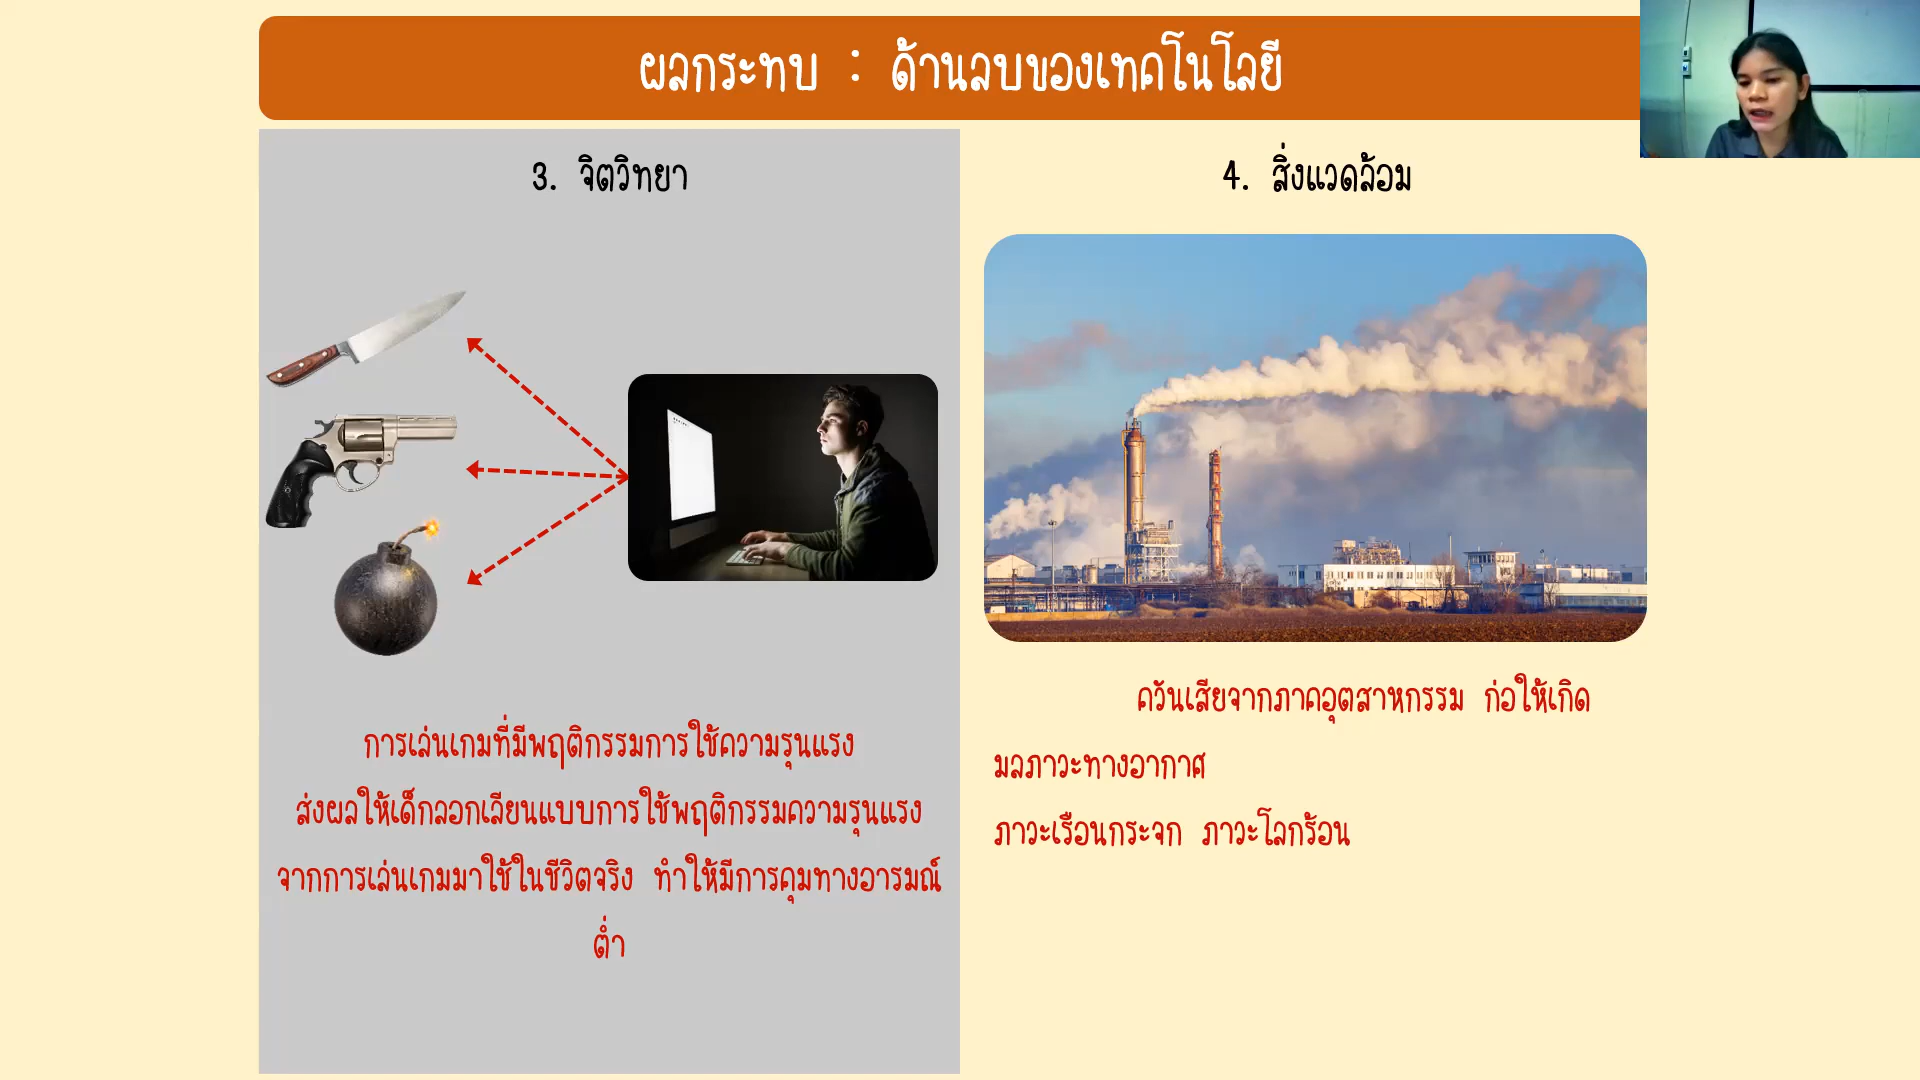 ผลกระทบ : ด้านลบของเทคโนโลยี
3. จิตวิทยา
การเล่นเกมที่มีพฤติกรรมการใช้ความรุนแรง
ส่งผลให้เด็กลอกเลียนแบบการใช้พฤติกรรมความรุนแรง
จากการเล่นเกมมาใช้ในชีวิตจริง ทำให้มีการคุมทางอารมณ์
ต่ำ
4. สิ่งแวดล้อม
ควันเสียจากภาคอุตสาหกรรม ก่อให้เกิด
มลภาวะทางอากาศ
ภาวะเรือนกระจก ภาวะโลกร้อน